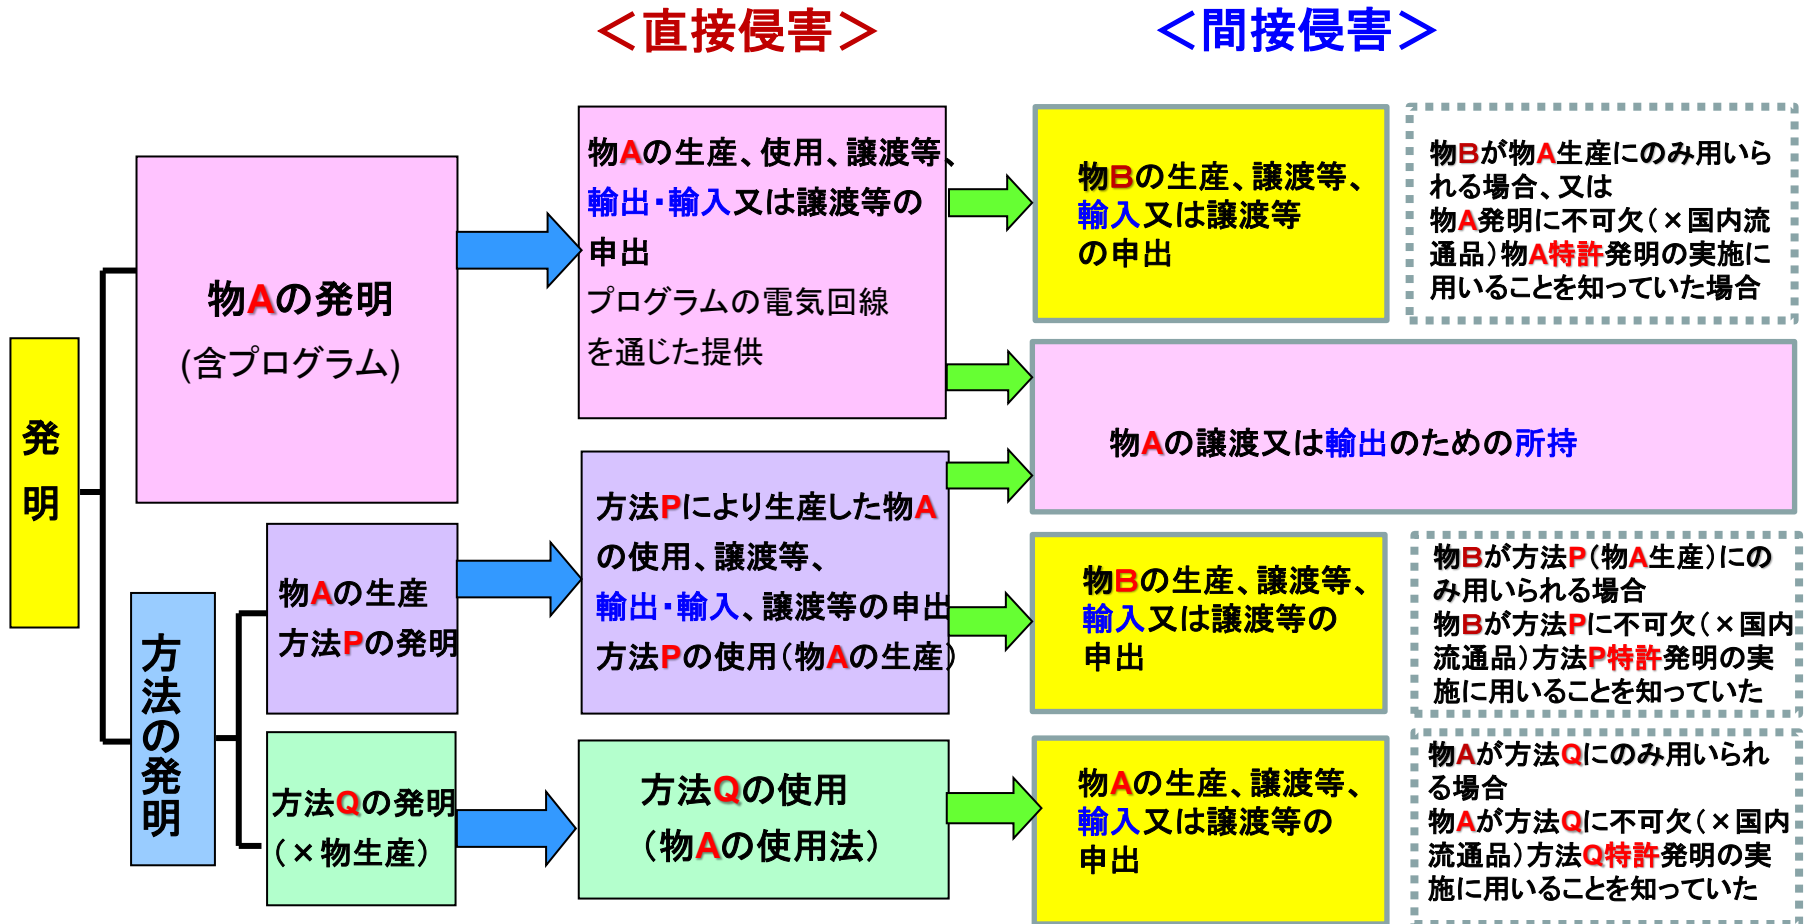 <直接侵害>
<間接侵害>
発
明
物Aの発明
(含プログラム)
方法の発明
物Aの生産
方法Pの発明
方法Qの発明
(×物生産)
物Aの生産、使用、譲渡等、
輸出・輸入又は譲渡等の
申出
プログラムの電気回線
を通じた提供
方法Pにより生産した物A
の使用、譲渡等、
輸出・輸入、譲渡等の申出
方法Pの使用(物Aの生産)
方法Qの使用
(物Aの使用法)
物Bの生産、譲渡等、
輸入又は譲渡等
の申出
物Bが物A生産にのみ用いら
れる場合、又は
物A発明に不可欠(×国内流
通品)物A特許発明の実施に
用いることを知っていた場合
物Aの譲渡又は輸出のための所持
物Bの生産、譲渡等、
輸入又は譲渡等の
申出
物Bが方法P(物A生産)にの
み用いられる場合
物Bが方法Pに不可欠(×国内
流通品)方法P特許発明の実
施に用いることを知っていた
物Aの生産、譲渡等、
輸入又は譲渡等の
申出
物Aが方法Qにのみ用いられ
る場合
物Aが方法Qに不可欠(×国内
流通品)方法Q特許発明の実
施に用いることを知っていた